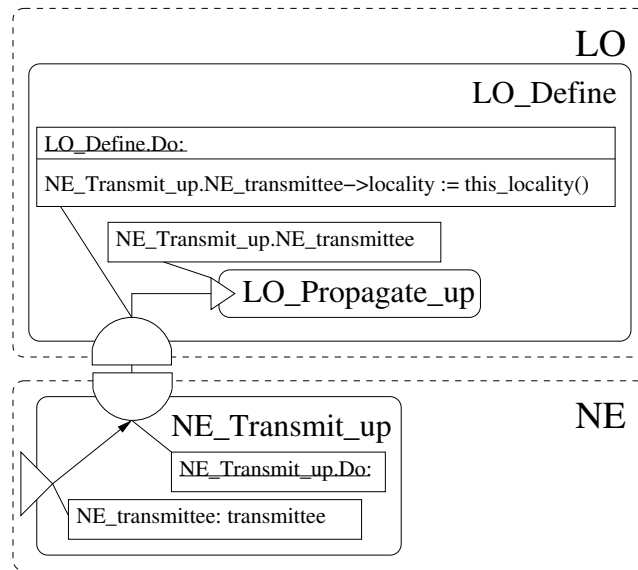 LO
LO_Define
LO_Define.Do:
NE_Transmit_up.NE_transmittee->locality := this_locality()
NE_Transmit_up.NE_transmittee
LO_Propagate_up
NE
NE_Transmit_up
NE_Transmit_up.Do:
NE_transmittee: transmittee